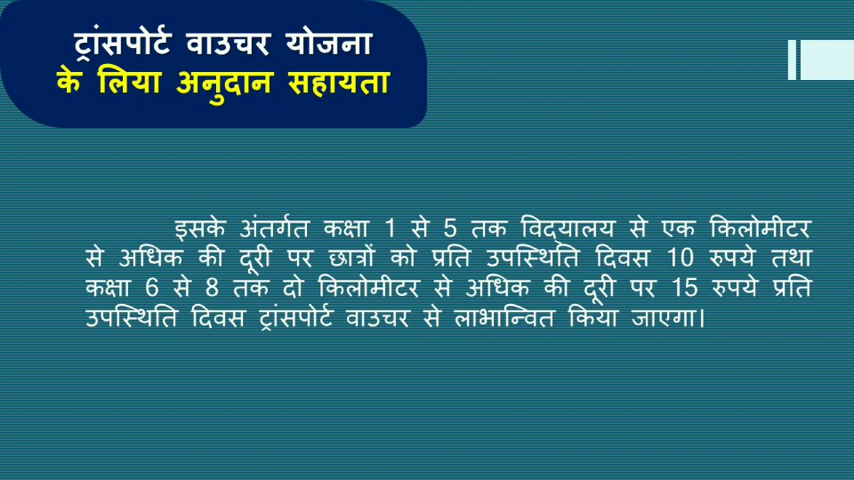 ट्रांसपोर्ट वाउचर योजना
के लिया अनुदान सहायता
इसके अंतर्गत कक्षा 1 से 5 तक विद्यालय से एक किलोमीटर
से अधिक की दूरी पर छात्रों को प्रति उपस्थिति दिवस 10 रुपये तथा
कक्षा 6 से 8 तक दो किलोमीटर से अधिक की दूरी पर 15 रुपये प्रति
उपस्थिति दिवस ट्रांसपोर्ट वाउचर से लाभान्वित किया जाएगा।